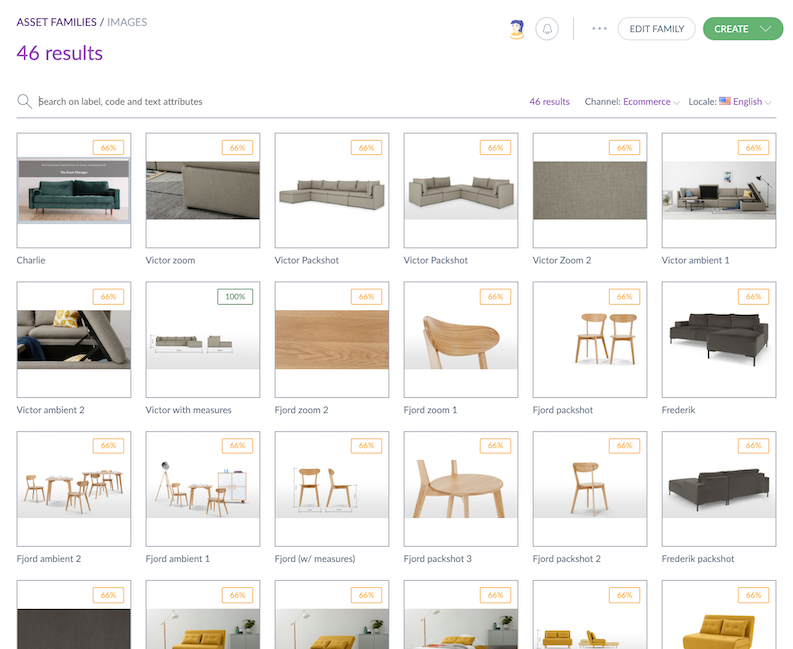 ASSET FAMILIES / IMAGES
EDIT FAMILY
CREATE
46 results
Search on label, code and text attributes
46 results
Channel: Ecommerce
Locale: English
66%
66%
66%
66%
66%
66%
The Asset Manager
Charlie
Victor zoom
Victor Packshot
Victor Packshot
Victor Zoom 2
Victor ambient 1
66%
100%
66%
66%
66%
66%
Victor ambient 2
Victor with measures
Fjord zoom 2
Fjord zoom 1
Fjord packshot
Frederik
66%
66%
66%
66%
66%
66%
Fjord ambient 2
Fjord ambient 1
Fjord (w/ measures)
Fjord packshot 3
Fjord packshot 2
Frederik packshot
66%
66%
66%
66%
66%
66%